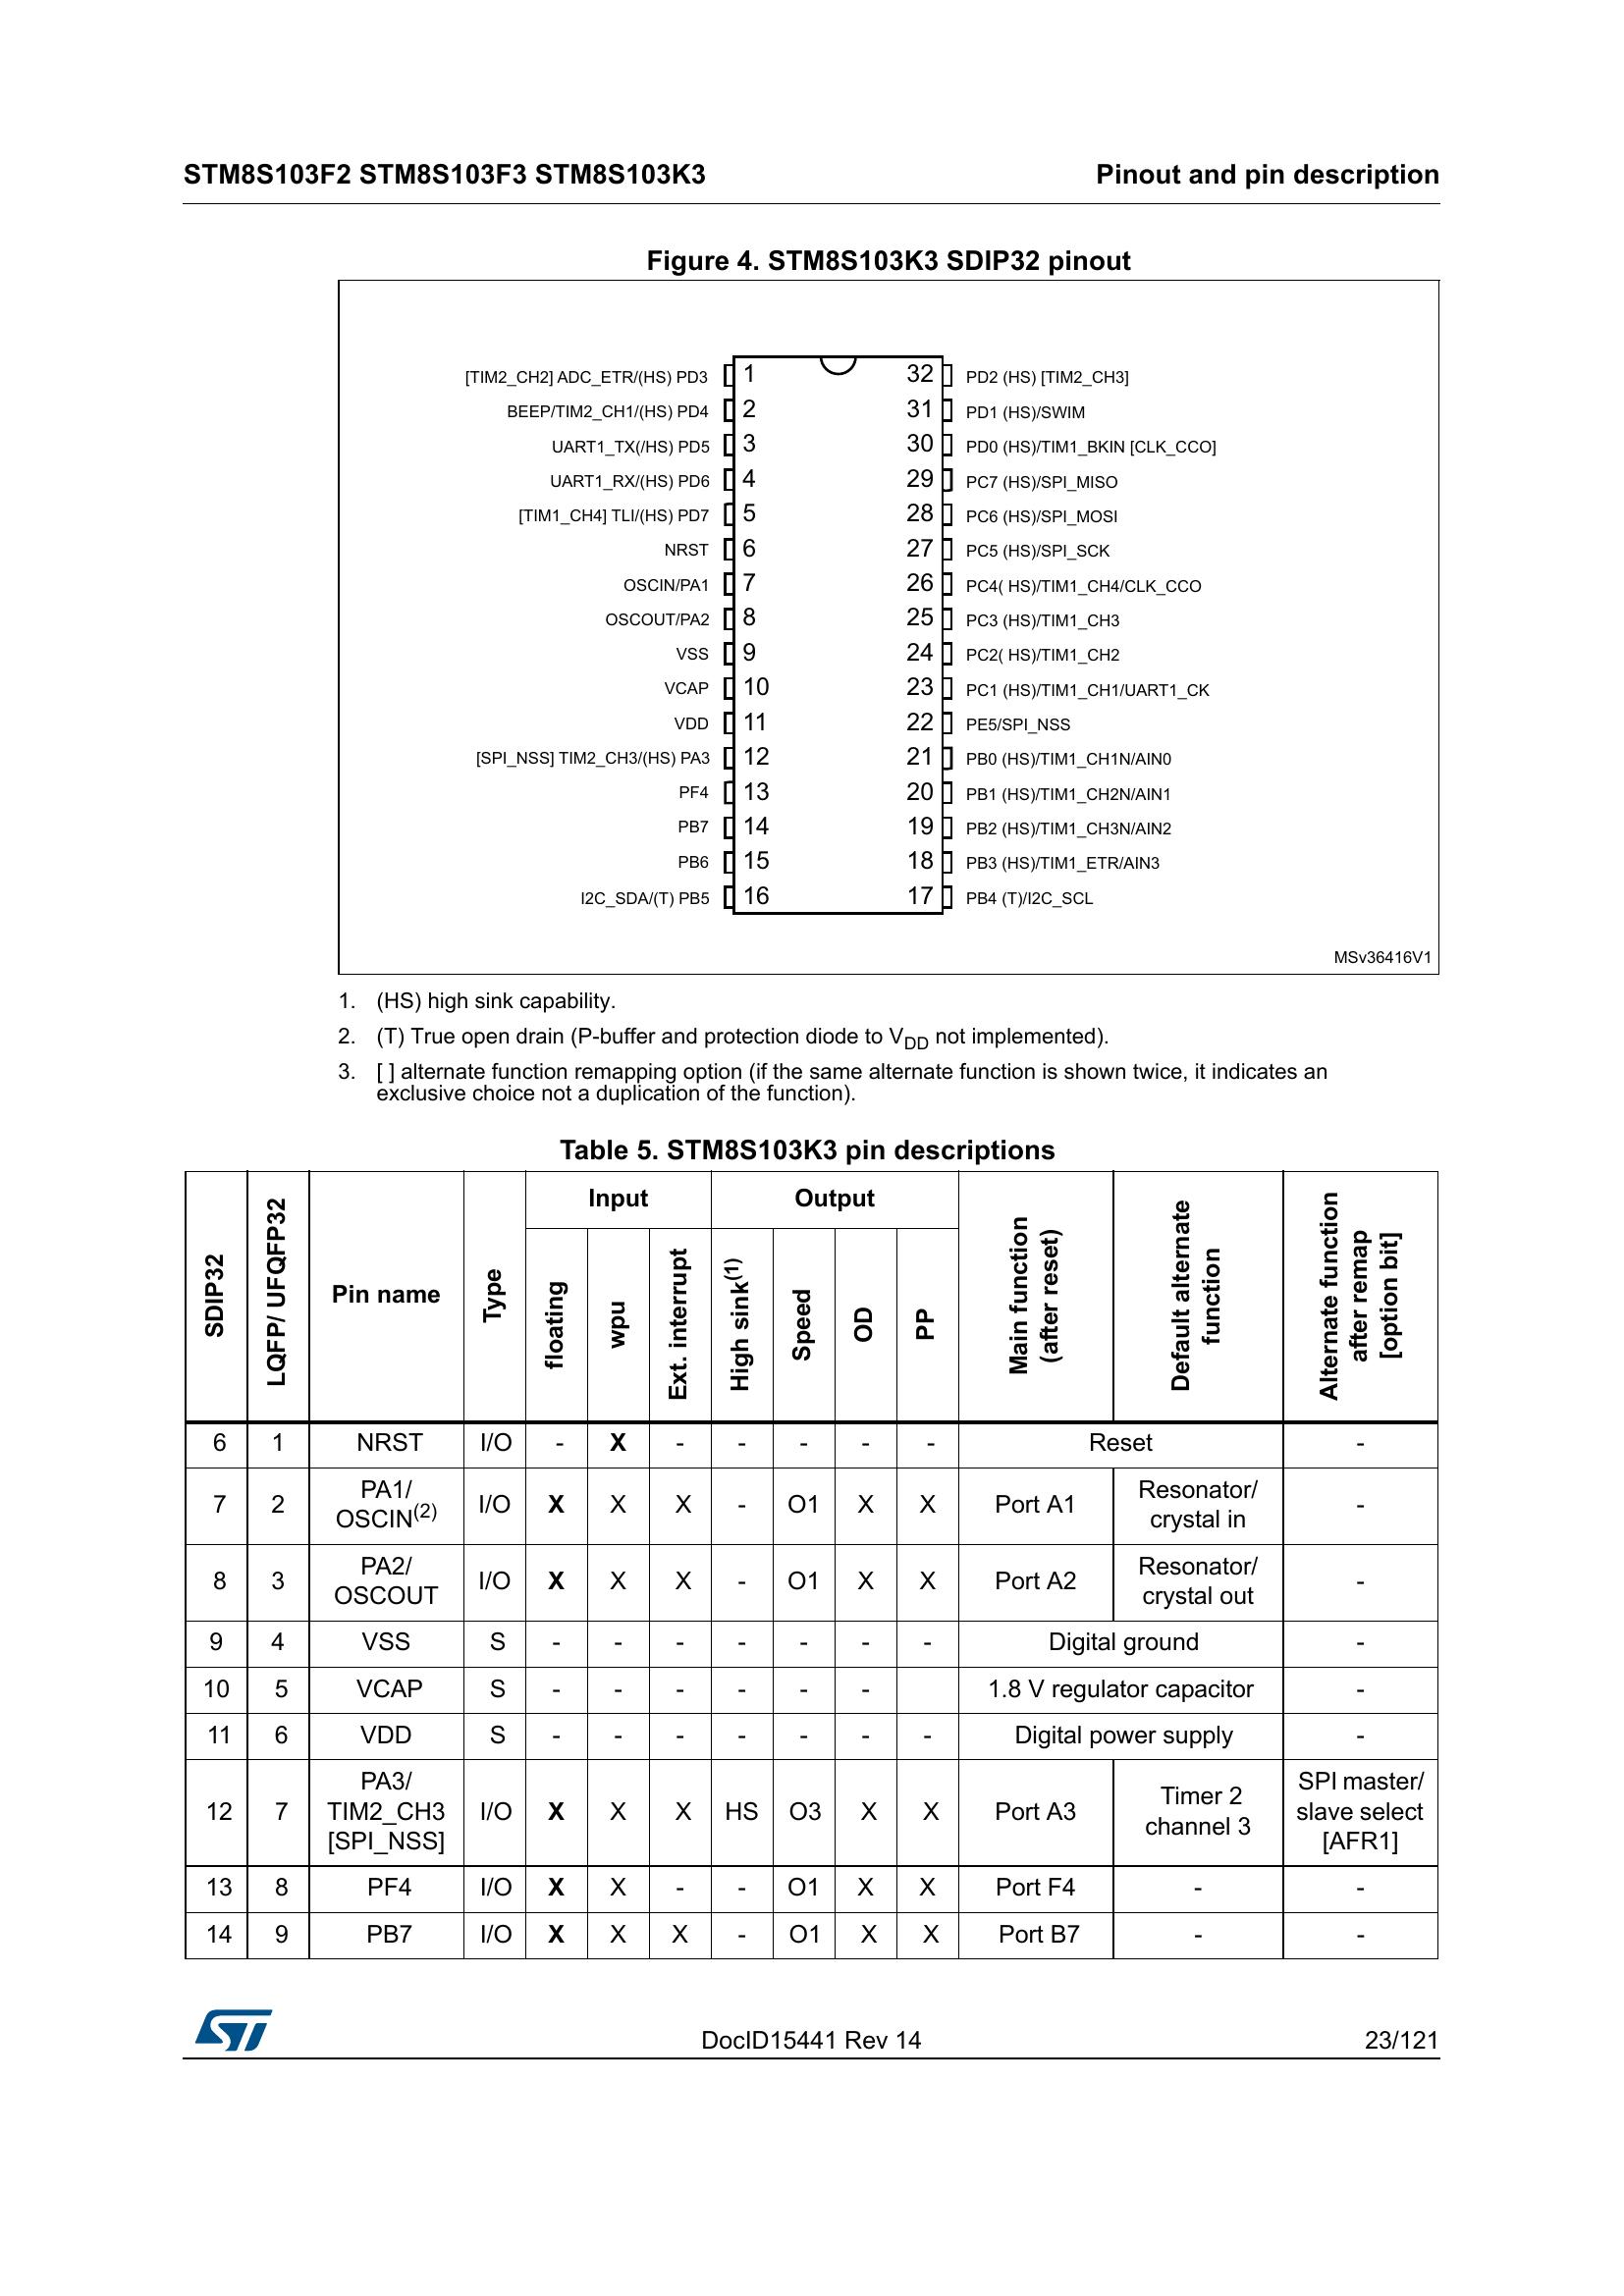 STM8S103F2 STM8S103F3 STM8S103K3 Pinout and pin description
Figure 4. STM8S103K3 SDIP32 pinout
[TIM2_CH2] ADC_ETR/(HS) PD3 1 32 PD2 (HS) [TIM2_CH3]
BEEP/TIM2_CH1/(HS) PD4 2 31 PD1 (HS)/SWIM
UART1_TX(/HS) PD5 3 30 PD0 (HS)/TIM1_BKIN [CLK_CCO]
UART1_RX/(HS) PD6 4 29 PC7 (HS)/SPI_MISO
[TIM1_CH4] TLI/(HS) PD7 5 28 PC6 (HS)/SPI_MOSI
NRST 6 27 PC5 (HS)/SPI_SCK
OSCIN/PA1 7 26 PC4( HS)/TIM1_CH4/CLK_CCO
OSCOUT/PA2 8 25 PC3 (HS)/TIM1_CH3
VSS 9 24 PC2( HS)/TIM1_CH2
VCAP 10 23 PC1 (HS)/TIM1_CH1/UART1_CK
VDD 11 22 PE5/SPI_NSS
[SPI_NSS] TIM2_CH3/(HS) PA3 12 21 PB0 (HS)/TIM1_CH1N/AIN0
PF4 13 20 PB1 (HS)/TIM1_CH2N/AIN1
PB7 14 19 PB2 (HS)/TIM1_CH3N/AIN2
PB6 15 18 PB3 (HS)/TIM1_ETR/AIN3
I2C_SDA/(T) PB5 16 17 PB4 (T)/I2C_SCL
MSv36416V1
1. (HS) high sink capability.
2. (T) True open drain (P-buffer and protection diode to VDD not implemented).
3. [ ] alternate function remapping option (if the same alternate function is shown twice, it indicates an
exclusive choice not a duplication of the function).
Table 5. STM8S103K3 pin descriptions
SDIP32
LQFP/ UFQFP32
Pin name
Type
Input
floating
wpu
Ext. interrupt
Output
High sink(1)
Speed
OD
PP
Main function
(after reset)
Default alternate
function
Alternate function
after remap
[option bit]
6 1 NRST I/O - X - - - - - Reset -
7 2 PA1/
OSCIN(2) I/O X X X - O1 X X Port A1 Resonator/
crystal in -
8 3 PA2/
OSCOUT I/O X X X - O1 X X Port A2 Resonator/
crystal out -
9 4 VSS S - - - - - - - Digital ground -
10 5 VCAP S - - - - - - 1.8 V regulator capacitor -
11 6 VDD S - - - - - - - Digital power supply -
12 7 PA3/
TIM2_CH3
[SPI_NSS] I/O X X X HS O3 X X Port A3 Timer 2
channel 3 SPI master/
slave select
[AFR1]
13 8 PF4 I/O X X - - O1 X X Port F4 - -
14 9 PB7 I/O X X X - O1 X X Port B7 - -
ST DocID15441 Rev 14 23/121